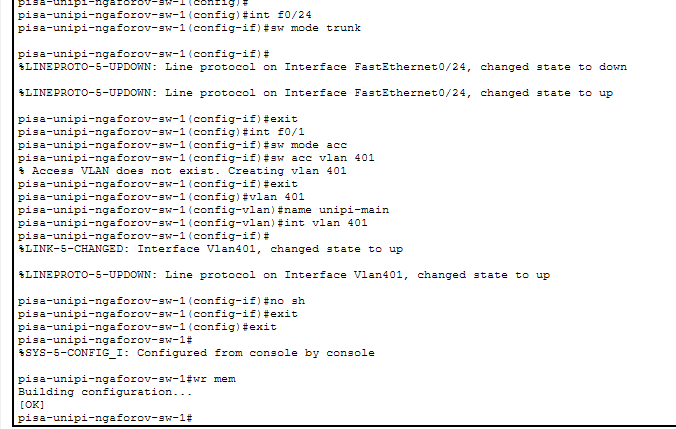 pisa-unipi-ngaforov-sw-1(config)#
pisa-unipi-ngaforov-sw-1(config)#int f0/24
pisa-unipi-ngaforov-sw-1(config-if)#sw mode trunk
pisa-unipi-ngaforov-sw-1(config-if)#
%LINEPROTO-5-UPDOWN: Line protocol on Interface FastEthernet0/24, changed state to down
%LINEPROTO-5-UPDOWN: Line protocol on Interface FastEthernet0/24, changed state to up
pisa-unipi-ngaforov-sw-1(config-if)#exit
pisa-unipi-ngaforov-sw-1(config)#int f0/1
pisa-unipi-ngaforov-sw-1(config-if)#sw mode acc
pisa-unipi-ngaforov-sw-1(config-if)#sw acc vlan 401
% Access VLAN does not exist. Creating vlan 401
pisa-unipi-ngaforov-sw-1(config-if)#exit
pisa-unipi-ngaforov-sw-1(config)#vlan 401
pisa-unipi-ngaforov-sw-1(config-vlan)#name unipi-main
pisa-unipi-ngaforov-sw-1(config-vlan)#int vlan 401
pisa-unipi-ngaforov-sw-1(config-if)#
%LINK-5-CHANGED: Interface Vlan401, changed state to up
%LINEPROTO-5-UPDOWN: Line protocol on Interface Vlan401, changed state to up
pisa-unipi-ngaforov-sw-1(config-if)#no sh
pisa-unipi-ngaforov-sw-1(config-if)#exit
pisa-unipi-ngaforov-sw-1(config)#exit
pisa-unipi-ngaforov-sw-1#
%SYS-5-CONFIG_I: Configured from console by console
pisa-unipi-ngaforov-sw-1#wr mem
Building configuration...
[OK]
pisa-unipi-ngaforov-sw-1#